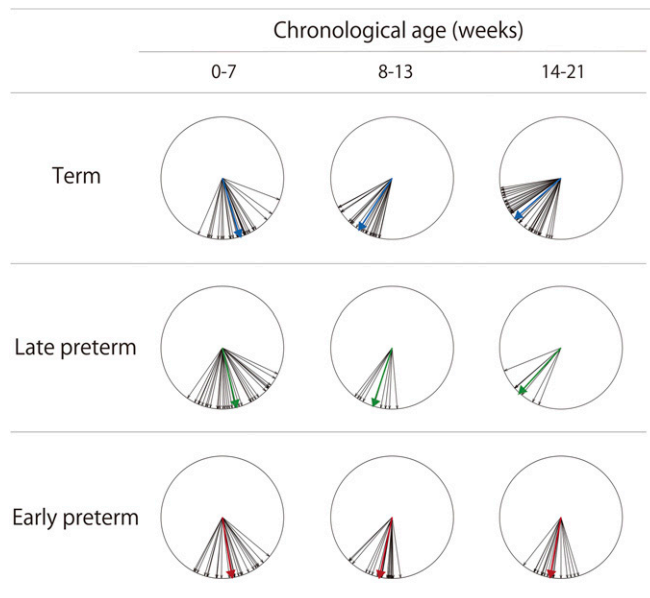 Chronological age (weeks)
0-7 8-13 14-21
Term
Late preterm
Early preterm